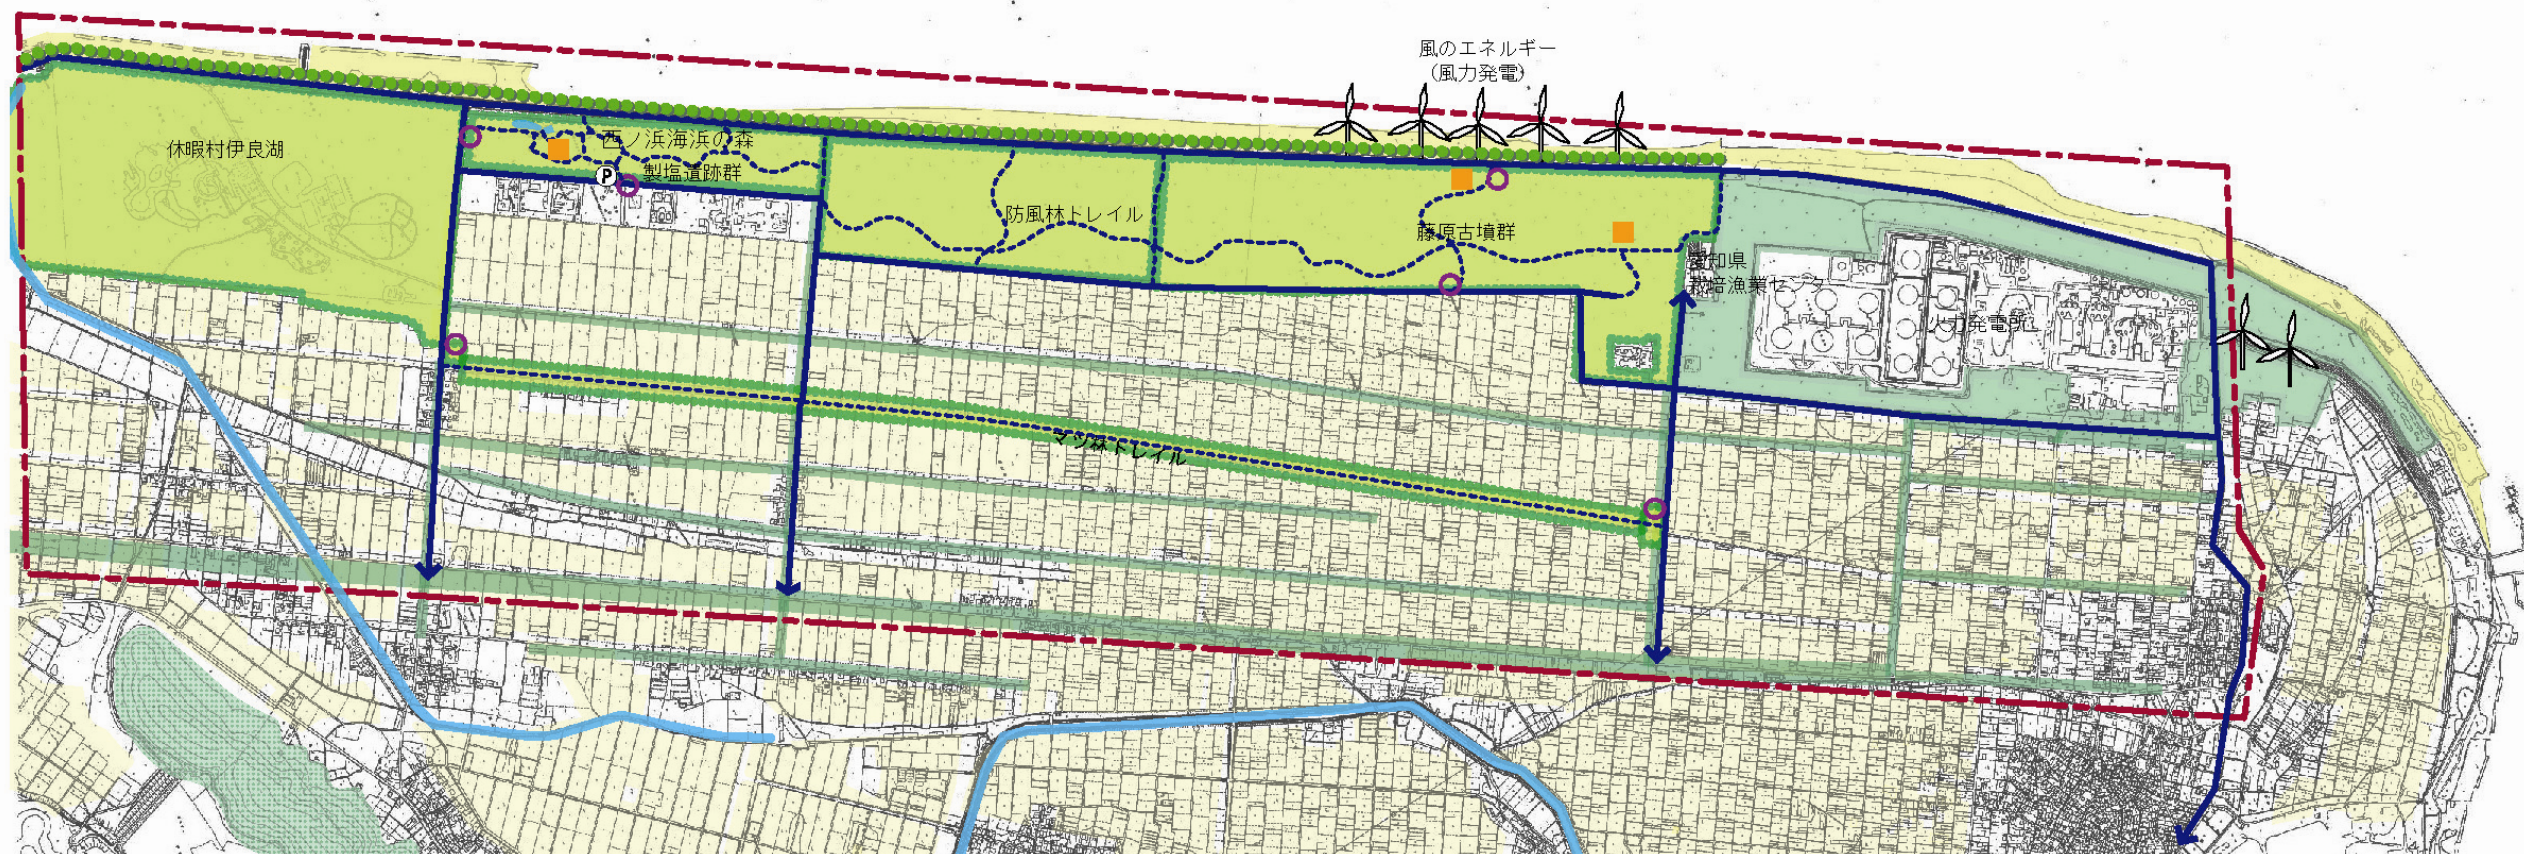 風のエネルギー
(風力発電)
休暇村伊良湖
西ノ浜海浜の森
P
製塩遺跡群
防風林トレイル
藤原古墳群
愛知県
栽培漁業センター
火力発電所
マツ林トレイル